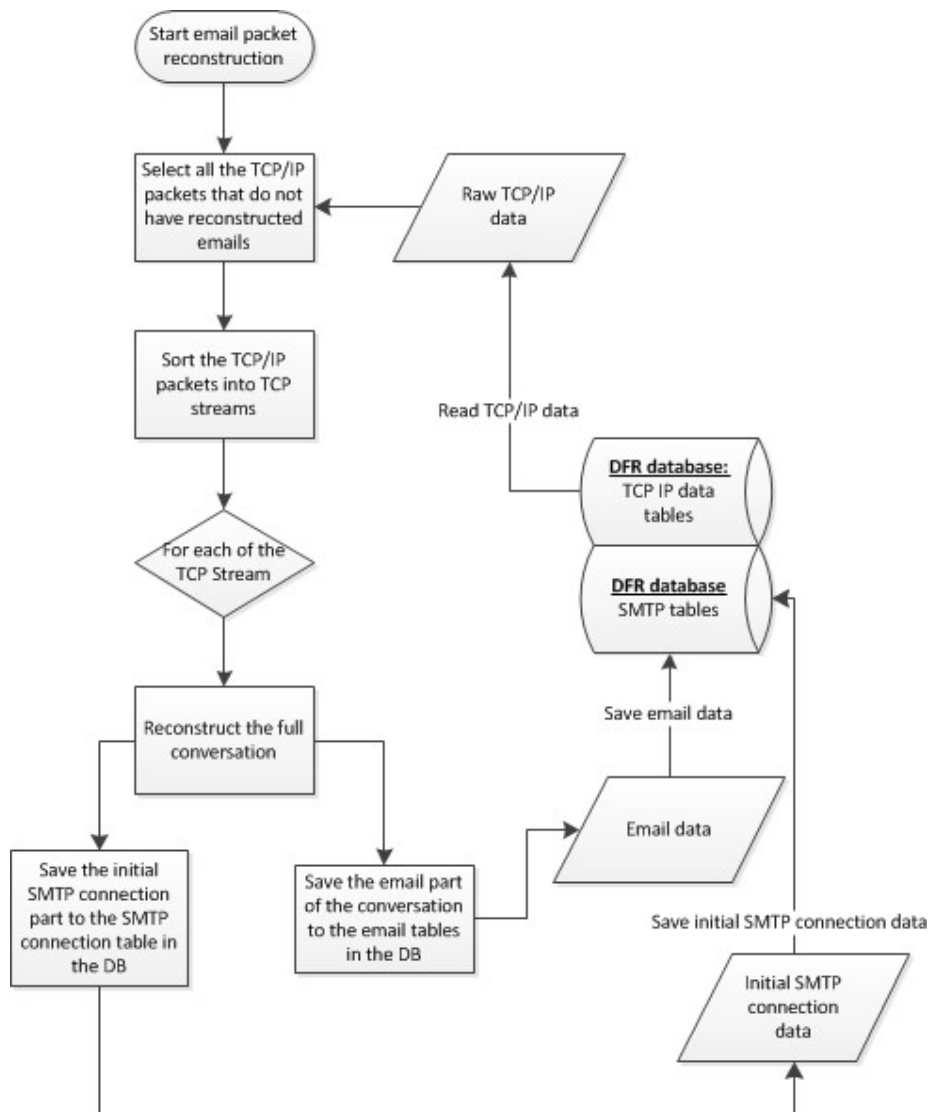 Start email packet
reconstruction
Select all the TCP/IP
packets that do not
have reconstructed
emails
Raw TCP/IP
data
Sort the TCP/IP
packets into TCP
streams
Read TCP/IP data
DFR database:
TCP IP data
tables
For each of the
TCP Stream
DFR database
SMTP tables
Reconstruct the full
conversation
Save email data
Email data
Save the initial
SMTP connection
part to the SMTP
connection table in
the DB
Save the email part
of the conversation
to the email tables
in the DB
Save initial SMTP connection data
Initial SMTP
connection
data